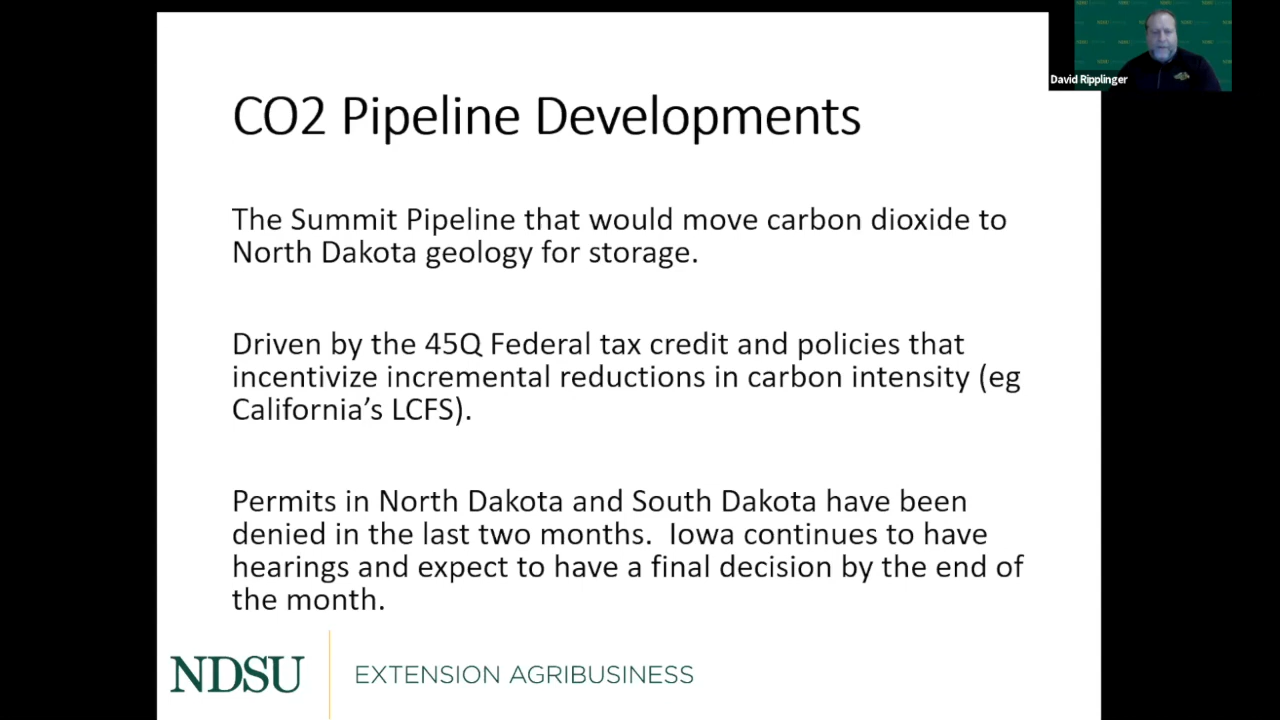 David Ripplinger
CO2 Pipeline Developments
The Summit Pipeline that would move carbon dioxide to
North Dakota geology for storage.
Driven by the 45Q Federal tax credit and policies that
incentivize incremental reductions in carbon intensity (eg
California's LCFS).
Permits in North Dakota and South Dakota have been
denied in the last two months.  Iowa continues to have
hearings and expect to have a final decision by the end of
the month.
NDSU
EXTENSION AGRIBUSINESS